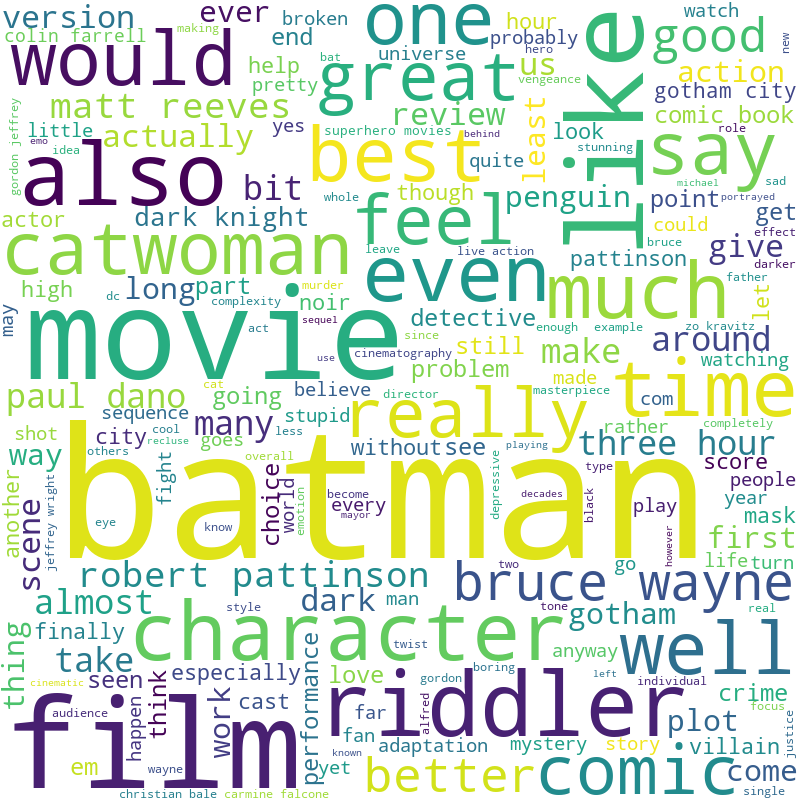 version
colin farrell
making
ever
broken
end
one
hour
probably
watch
new
would
help
pretty
bat
universe
hero
us
good
action
gotham city
great
vengeance
like
matt reeves
review
comic book
little
actually
yes
superhero movies
behind
look
role
gordon jeffrey
emo
idea
best
quite
stunning
least
say
also
bit
whole
though
penguin
michael
sad
point
portrayed
get
actor
dark knight
feel
could
effect
catwoman
leave
live action
pattinson
bruce
give
darker
high
long
part
even
much
father
let
dc
murder
complexity
noir
detective
may
movie
act
sequel
since
enough
example
zo kravitz
around
use
cinematography
still
make
watching
paul dano
going
cat
believe
problem
director
made
masterpiece
time
sequence
many
stupid
really
rather
com
completely
shot
city
cool
recluse
goes
less
overall
playing
three hour
way
others
without
see
score
another
scene
fight
choice
world
batman
become
every
depressive
decades
type
black
play
people
year
mask
jeffrey wright
eye
know
emotion
mayor
however
first
robert pattinson
two
bruce wayne
go
life
turn
almost
style
dark
man
tone
gotham
real
thing
finally
character
twist
anyway
well
take
seen
especially
performance
love
gordon
boring
left
individual
crime
focus
cinematic
audience
happen
think
work
cast
far
alfred
riddler
plot
film
wayne
fan
adaptation
mystery
story
villain
justice
em
known
yet
better
comic
come
christian bale
carmine falcone
single